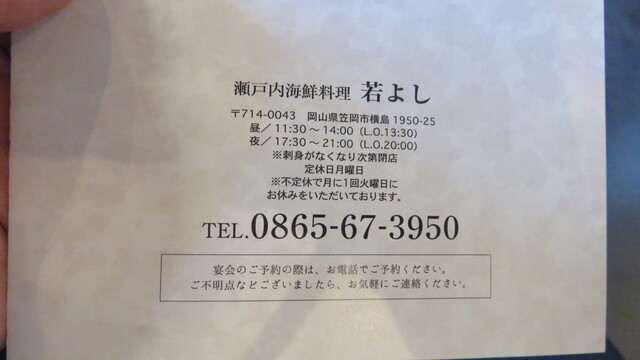 瀬戸内海鮮料理 若よし
〒714-0043 岡山県笠岡市横島1950-25
昼／11:30～14:00（L.O.13:30）
夜／17:30～21:00（L.O.20:00）
※刺身がなくなり次第閉店
定休日月曜日
※不定休で月に1回火曜日に
お休みをいただいております。
TEL.0865-67-3950
宴会のご予約の際は、お電話でご予約ください。
ご不明点などございましたら、お気軽にご連絡ください。